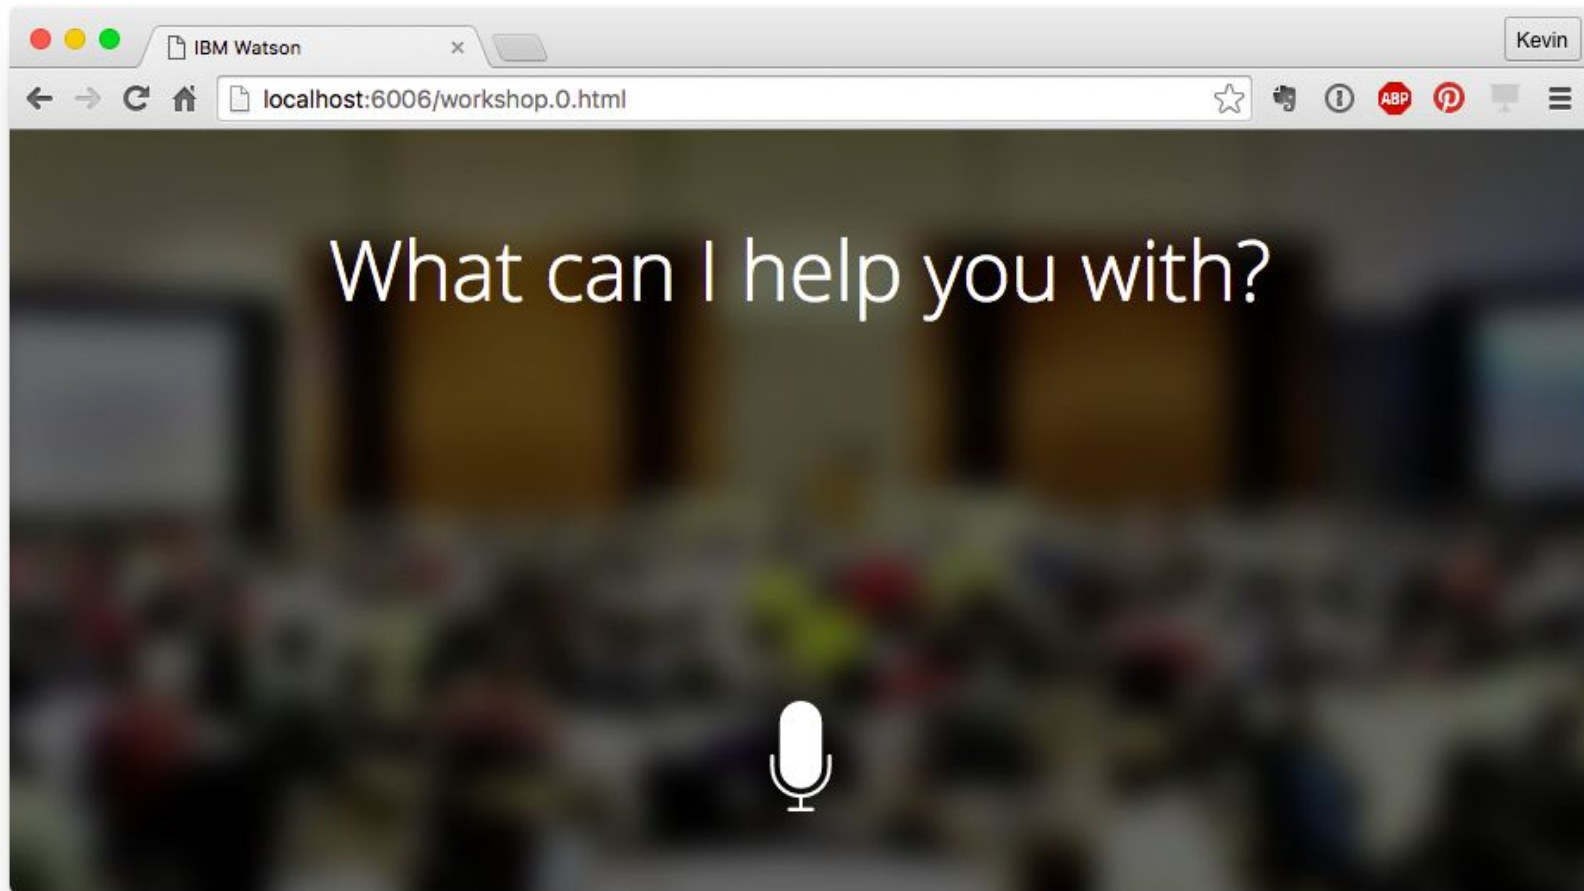 IBM Watson
Kevin
localhost:6006/workshop.0.html
ABP
What can I help you with?